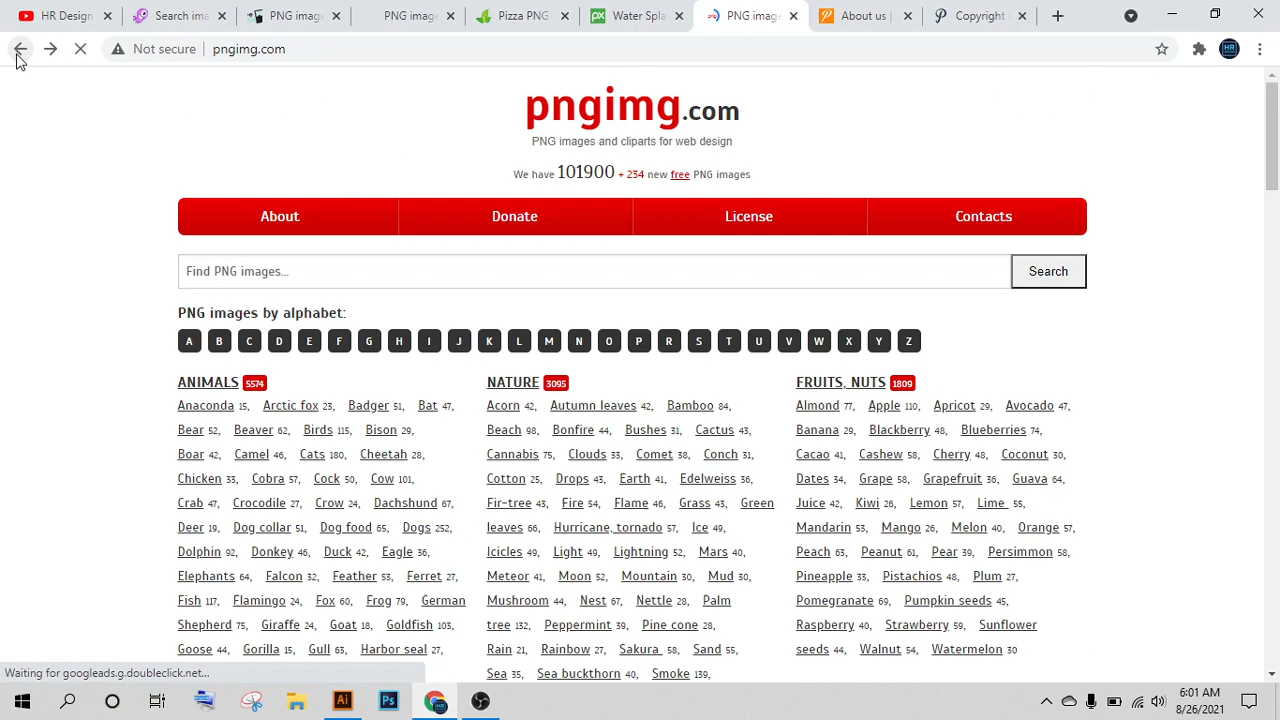 HR Design
Search im
PNG image
PNG image
Pizza PNG
Water Spla
PNG imag
About us
Copyright
Not secure pngimg.com
pngimg.com
PNG images and cliparts for web design
We have 101900 + 234 new free PNG images
About Donate License Contacts
Find PNG images... Search
PNG images by alphabet:
A B C D E F G H I J K L M N O P R S T U V W X Y Z
ANIMALS 5574
Anaconda 15, Arctic fox 23, Badger 51, Bat 47,
Bear 52, Beaver 62, Birds 115, Bison 29,
Boar 42, Camel 46, Cats 180, Cheetah 28,
Chicken 33, Cobra 57, Cock 50, Cow 101,
Crab 47, Crocodile 27, Crow 24, Dachshund 67,
Deer 19, Dog collar 51, Dog food 65, Dogs 252,
Dolphin 92, Donkey 46, Duck 42, Eagle 36,
Elephants 64, Falcon 32, Feather 53, Ferret 27,
Fish 117, Flamingo 24, Fox 60, Frog 79, German
Shepherd 75, Giraffe 24, Goat 18, Goldfish 103,
Goose 44, Gorilla 15, Gull 63, Harbor seal 27,
NATURE 3095
Acorn 42, Autumn leaves 42, Bamboo 84,
Beach 98, Bonfire 44, Bushes 31, Cactus 43,
Cannabis 75, Clouds 33, Comet 38, Conch 31,
Cotton 25, Drops 43, Earth 41, Edelweiss 36,
Fir-tree 43, Fire 54, Flame 46, Grass 43, Green
leaves 66, Hurricane, tornado 57, Ice 49,
Icicles 49, Light 49, Lightning 52, Mars 40,
Meteor 41, Moon 52, Mountain 30, Mud 30,
Mushroom 44, Nest 67, Nettle 28, Palm
tree 132, Peppermint 39, Pine cone 28,
Rain 21, Rainbow 27, Sakura 58, Sand 55,
Sea 35, Sea buckthorn 40, Smoke 139,
FRUITS, NUTS 1809
Almond 77, Apple 110, Apricot 29, Avocado 47,
Banana 29, Blackberry 48, Blueberries 74,
Cacao 41, Cashew 58, Cherry 48, Coconut 30,
Dates 34, Grape 58, Grapefruit 36, Guava 64,
Juice 42, Kiwi 26, Lemon 57, Lime 55,
Mandarin 53, Mango 26, Melon 40, Orange 57,
Peach 63, Peanut 61, Pear 39, Persimmon 58,
Pineapple 33, Pistachios 48, Plum 27,
Pomegranate 69, Pumpkin seeds 45,
Raspberry 40, Strawberry 59, Sunflower
seeds 44, Walnut 54, Watermelon 30
Waiting for googleads.g.doubleclick.net...
Ai Ps
6:01 AM
8/26/2021